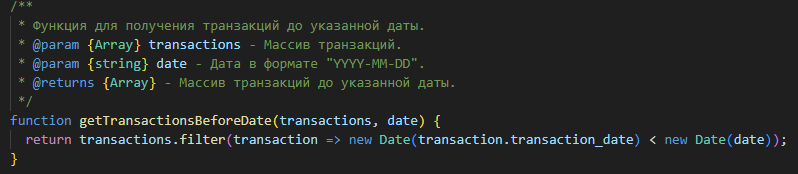 /**
 * Функция для получения транзакций до указанной даты.
 * @param {Array} transactions - Массив транзакций.
 * @param {string} date - Дата в формате "YYYY-MM-DD".
 * @returns {Array} - Массив транзакций до указанной даты.
 */
function getTransactionsBeforeDate(transactions, date) {
  return transactions.filter(transaction => new Date(transaction.transaction_date) < new Date(date));
}